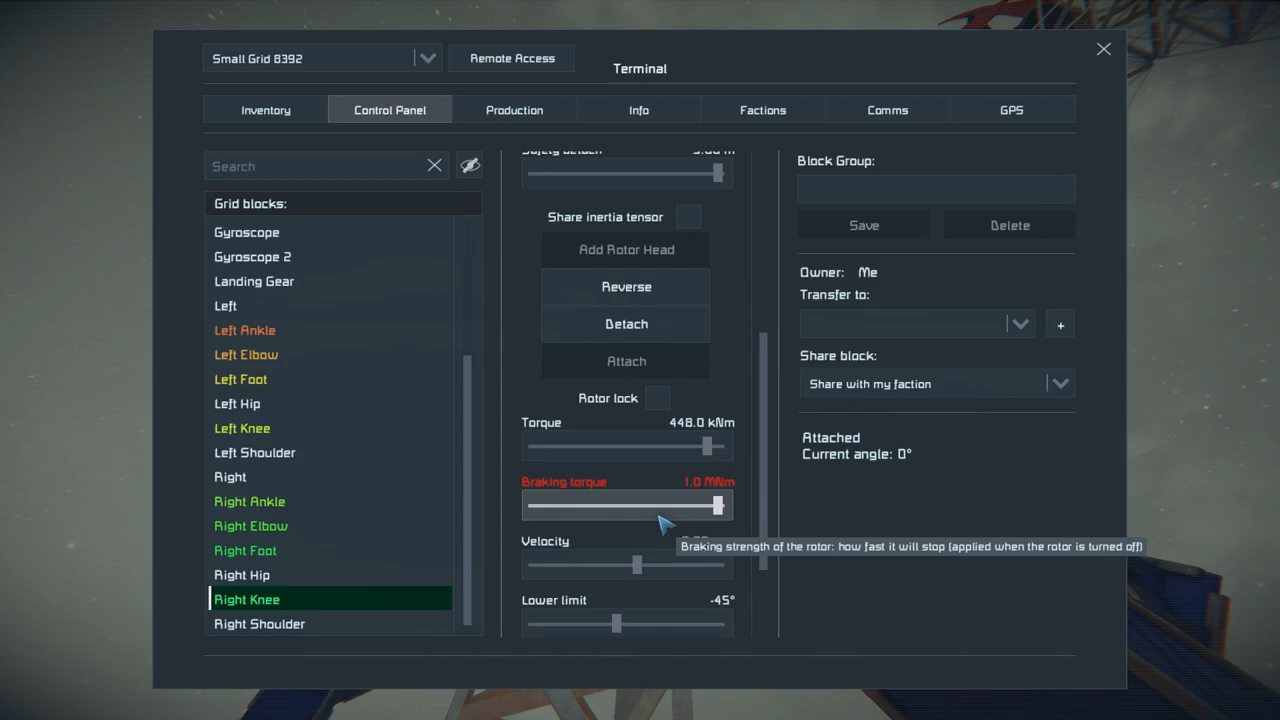 Small Grid 8392
Remote Access
Terminal
Inventory
Control Panel
Production
Info
Factions
Comms
GPS
Search
Grid blocks:
Gyroscope
Gyroscope 2
Landing Gear
Left
Left Ankle
Left Elbow
Left Foot
Left Hip
Left Knee
Left Shoulder
Right
Right Ankle
Right Elbow
Right Foot
Right Hip
Right Knee
Right Shoulder
Safety detach
Share inertia tensor
Add Rotor Head
Reverse
Detach
Attach
Rotor lock
Torque 448.0 kNm
Braking torque 1.0 MNm
Velocity
Braking strength of the rotor: how fast it will stop (applied when the rotor is turned off)
Lower limit -45°
Block Group:
Save
Delete
Owner: Me
Transfer to:
+
Share block:
Share with my faction
Attached
Current angle: 0°